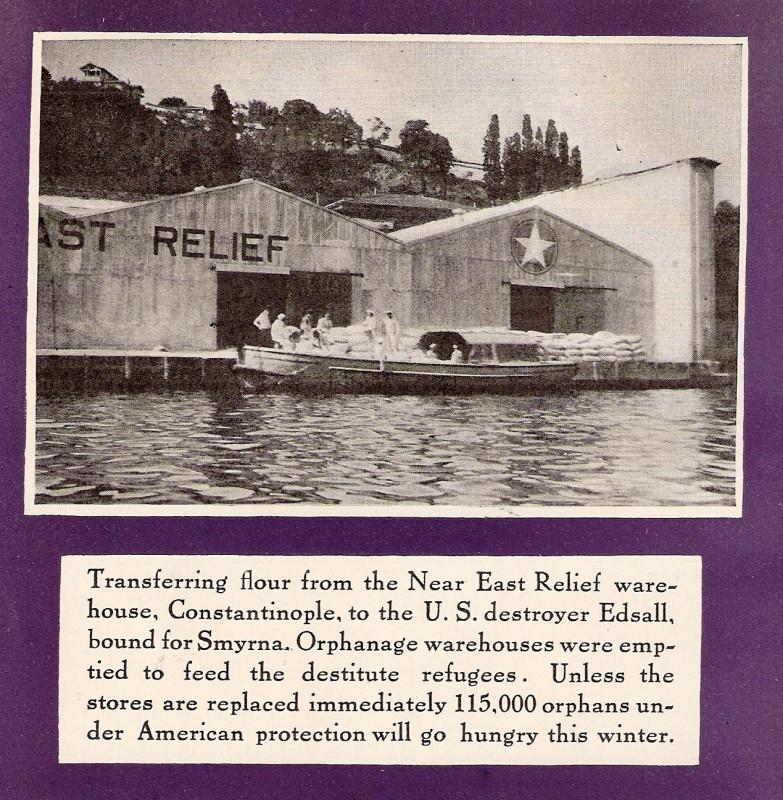 AST RELIEF
Transferring flour from the Near East Relief ware-
house, Constantinople, to the U. S. destroyer Edsall,
bound for Smyrna. Orphanage warehouses were emp-
tied to feed the destitute refugees. Unless the
stores are replaced immediately 115,000 orphans un-
der American protection will go hungry this winter.